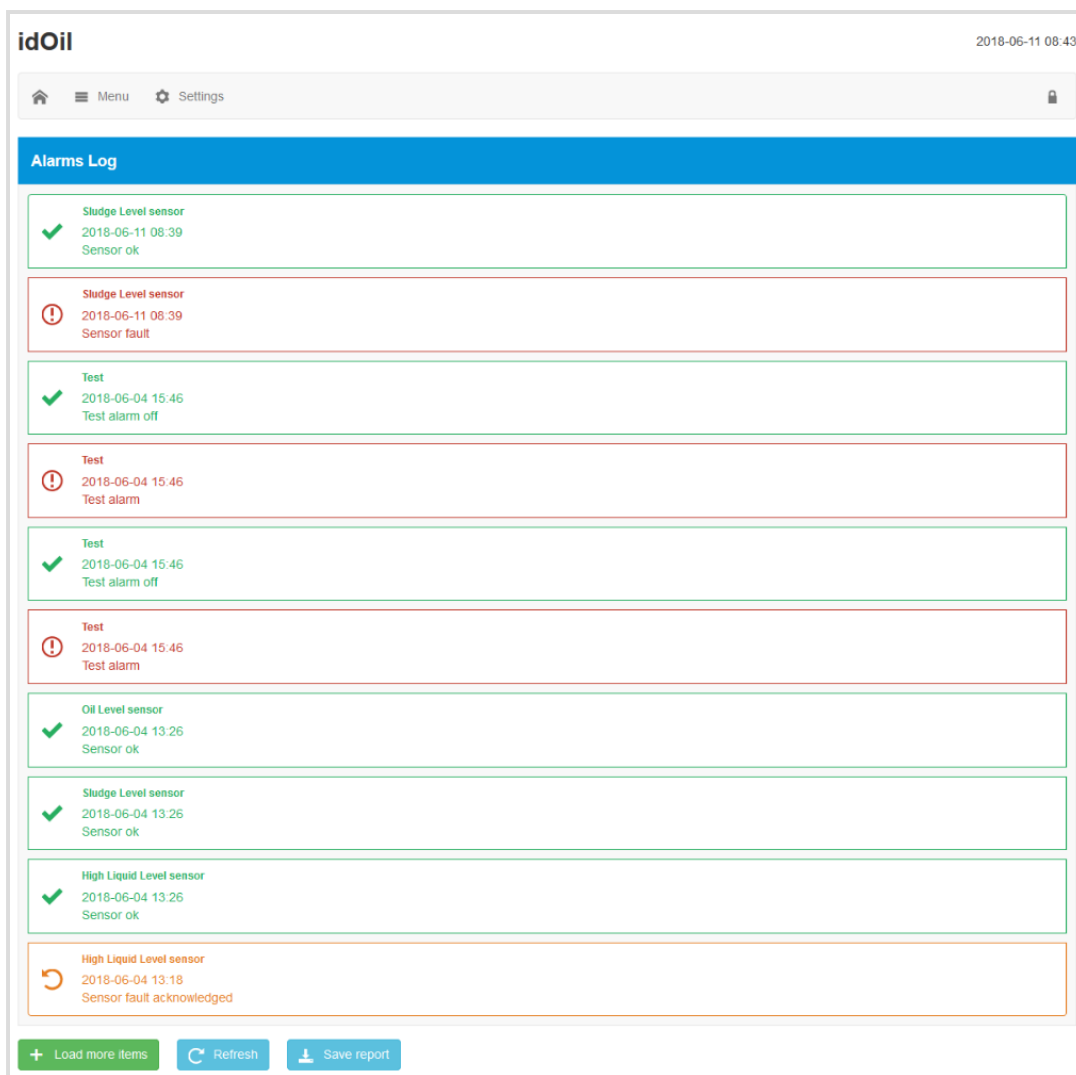 idOil
2018-06-11 08:43
Menu Settings
Alarms Log
Sludge Level sensor
2018-06-11 08:39
Sensor ok
Sludge Level sensor
2018-06-11 08:39
Sensor fault
Test
2018-06-04 15:46
Test alarm off
Test
2018-06-04 15:46
Test alarm
Test
2018-06-04 15:46
Test alarm off
Test
2018-06-04 15:46
Test alarm
Oil Level sensor
2018-06-04 13:26
Sensor ok
Sludge Level sensor
2018-06-04 13:26
Sensor ok
High Liquid Level sensor
2018-06-04 13:26
Sensor ok
High Liquid Level sensor
2018-06-04 13:18
Sensor fault acknowledged
Load more items Refresh Save report